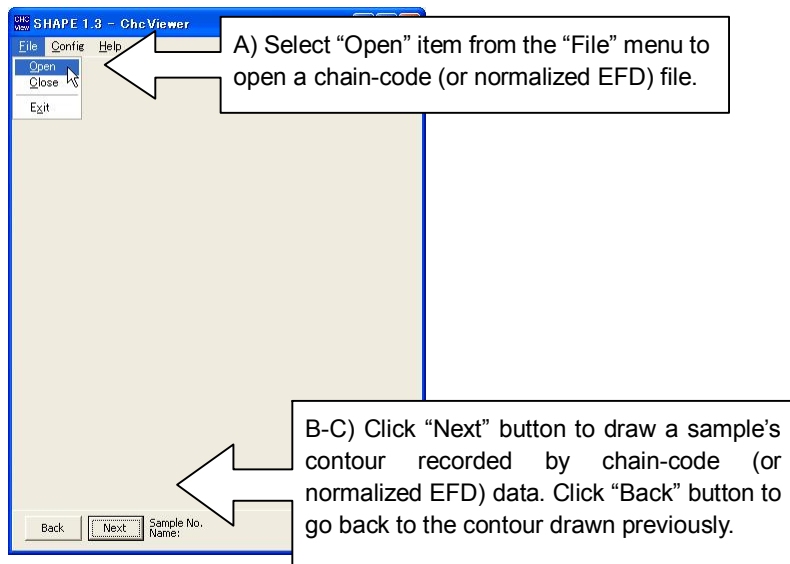 CHC
View SHAPE 1.3 - ChcViewer
File Config Help
Open
Close
Exit
A) Select “Open” item from the “File” menu to
open a chain-code (or normalized EFD) file.
B-C) Click “Next” button to draw a sample’s
contour recorded by chain-code (or
normalized EFD) data. Click “Back” button to
go back to the contour drawn previously.
Back Next Sample No.
Name: